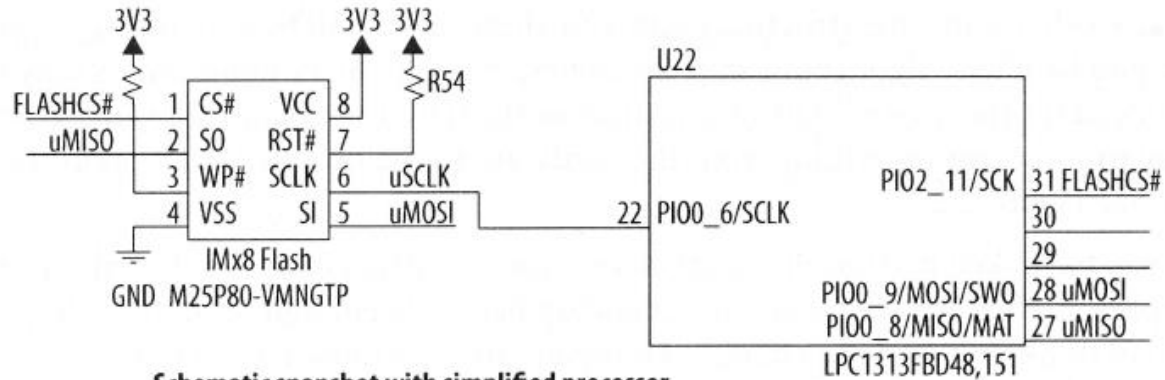 3V3 3V3 3V3
R54
FLASHCS# 1 CS# VCC 8
uMISO 2 SO RST# 7
3 WP# SCLK 6 uSCLK
4 VSS SI 5 uMOSI
IMx8 Flash
GND M25P80-VMNGTP
U22
PIO2_11/SCK 31 FLASHCS#
22 PIO0_6/SCLK 30
29
PIO0_9/MOSI/SWO 28 uMOSI
PIO0_8/MISO/MAT 27 uMISO
LPC1313FBD48,151
Schematic snapshot with simplified processor